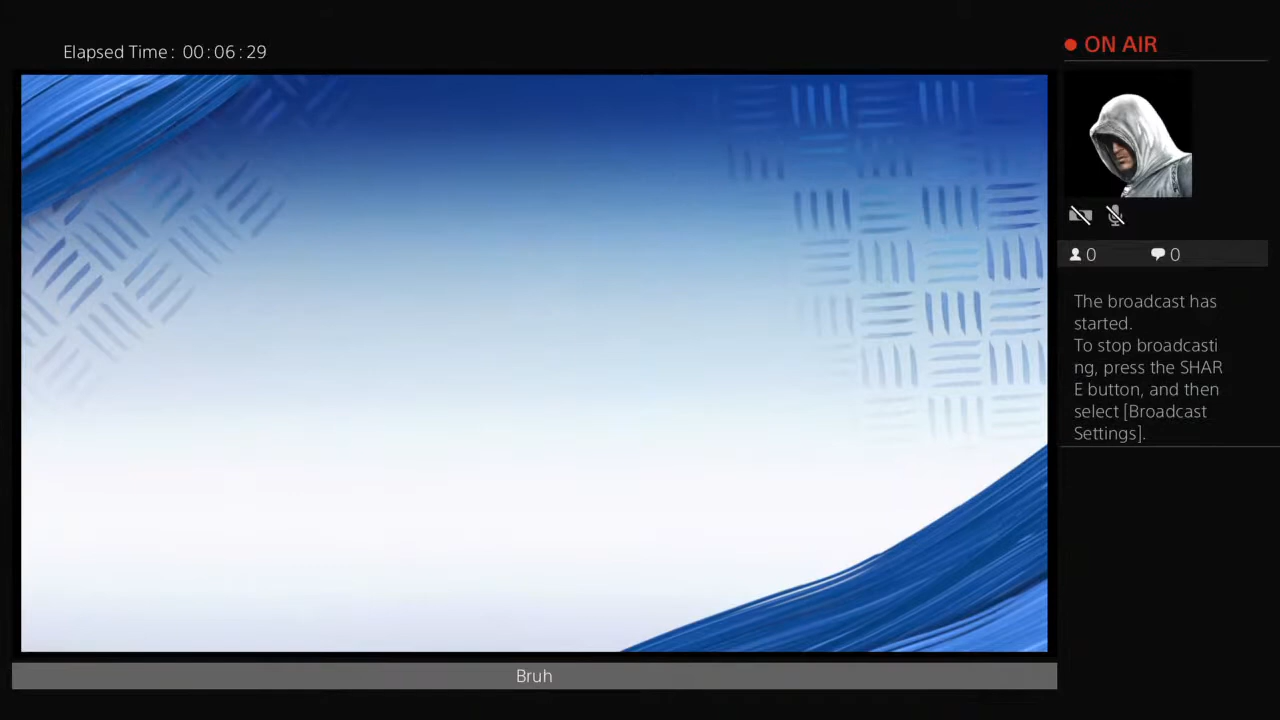 Elapsed Time: 00:06:29
ON AIR
0
0
The broadcast has
started.
To stop broadcasti
ng, press the SHAR
E button, and then
select [Broadcast
Settings].
Bruh